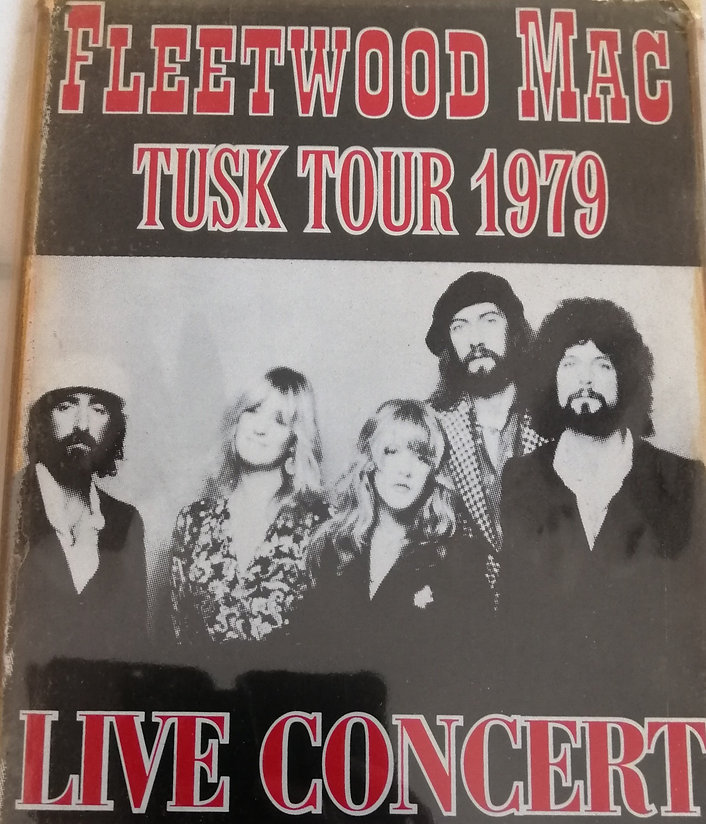 FLEETWOOD MAC
TUSK TOUR 1979
LIVE CONCERT